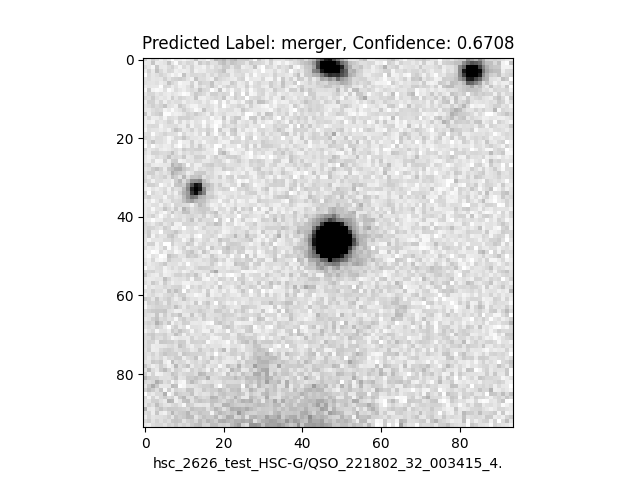 Predicted Label: merger, Confidence: 0.6708
0
20
40
60
80
0 20 40 60 80
hsc_2626_test_HSC-G/QSO_221802_32_003415_4.